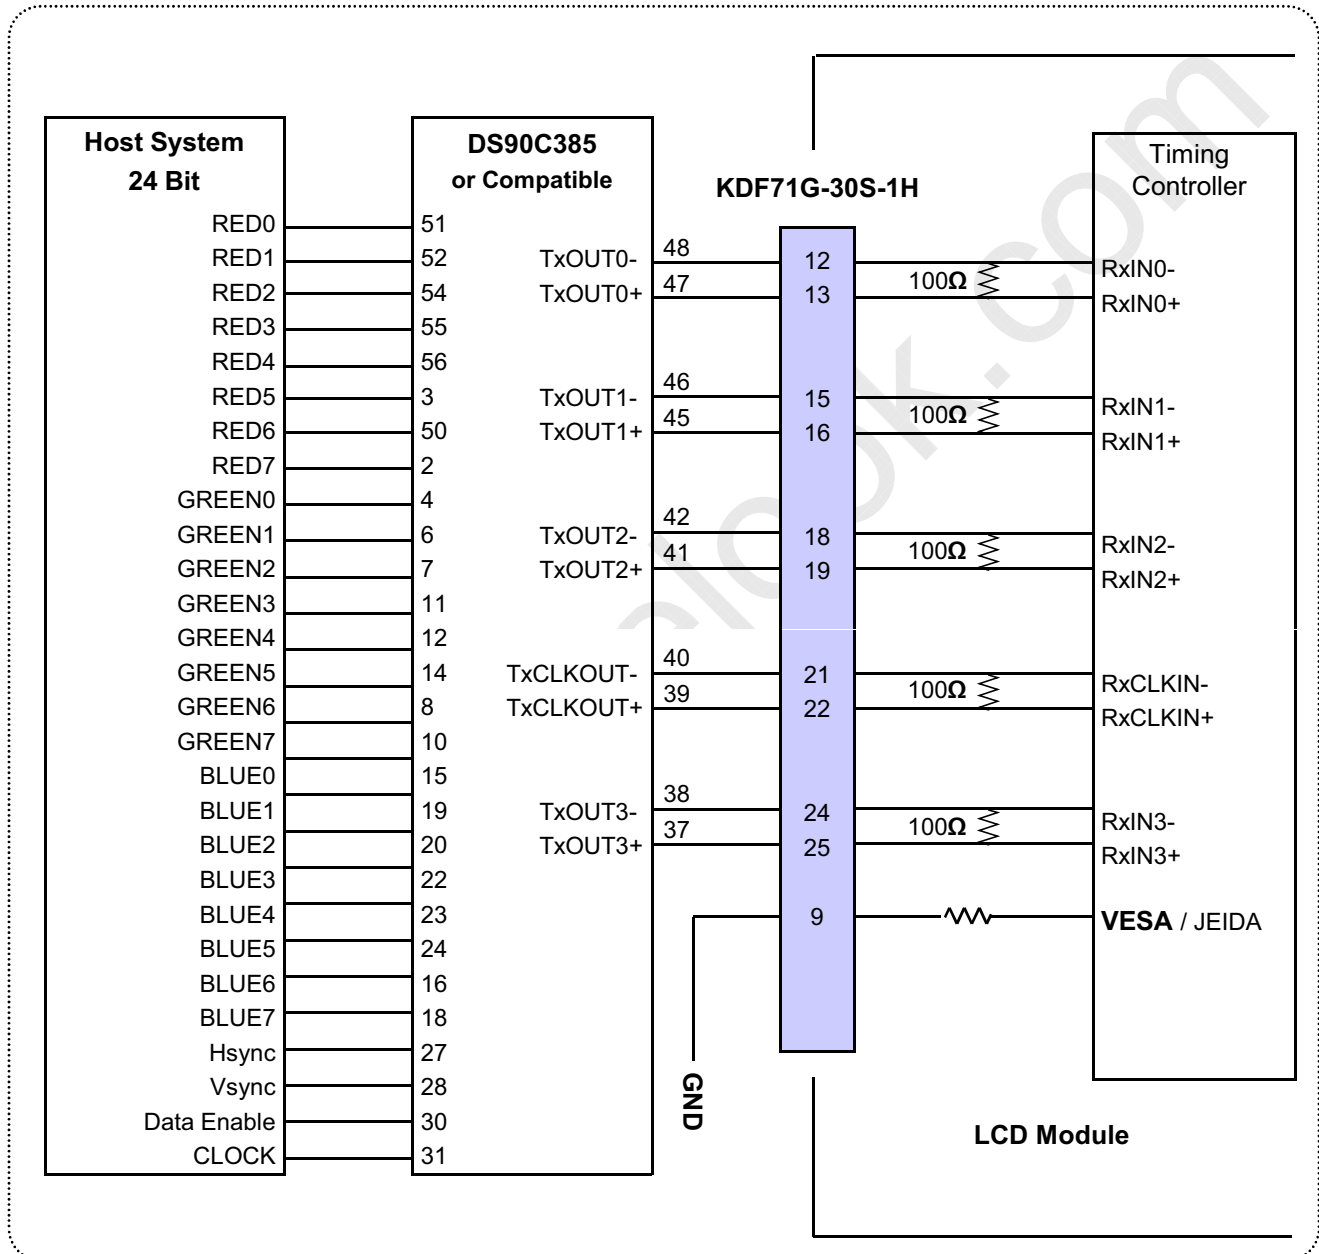 Host System
24 Bit
RED0
RED1
RED2
RED3
RED4
RED5
RED6
RED7
GREEN0
GREEN1
GREEN2
GREEN3
GREEN4
GREEN5
GREEN6
GREEN7
BLUE0
BLUE1
BLUE2
BLUE3
BLUE4
BLUE5
BLUE6
BLUE7
Hsync
Vsync
Data Enable
CLOCK
DS90C385
or Compatible
51
52
54
55
56
3
50
2
4
6
7
11
12
14
8
10
15
19
20
22
23
24
16
18
27
28
30
31
TxOUT0-
TxOUT0+
TxOUT1-
TxOUT1+
TxOUT2-
TxOUT2+
TxCLKOUT-
TxCLKOUT+
TxOUT3-
TxOUT3+
48
47
46
45
42
41
40
39
38
37
GND
KDF71G-30S-1H
12
13
15
16
18
19
21
22
24
25
9
100Ω
100Ω
100Ω
100Ω
100Ω
Timing
Controller
RxIN0-
RxIN0+
RxIN1-
RxIN1+
RxIN2-
RxIN2+
RxCLKIN-
RxCLKIN+
RxIN3-
RxIN3+
VESA / JEIDA
LCD Module
elook.com